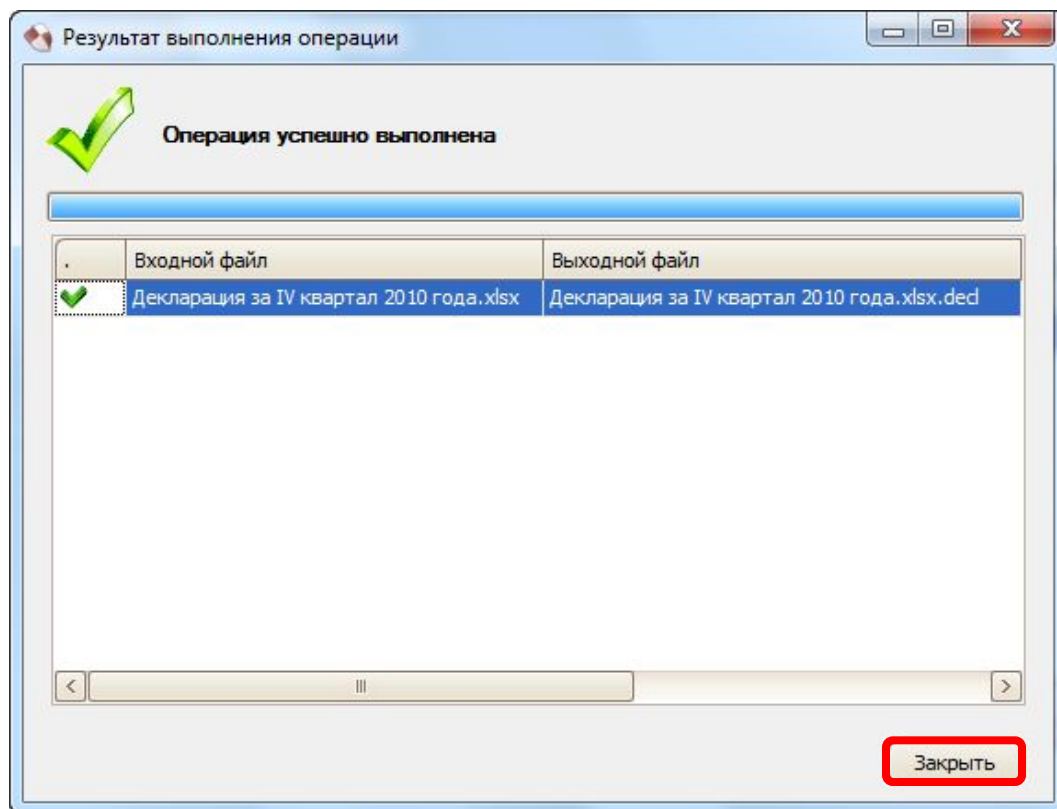 Результат выполнения операции
Операция успешно выполнена
. Входной файл Выходной файл
Декларация за IV квартал 2010 года.xlsx Декларация за IV квартал 2010 года.xlsx.decl
Закрыть